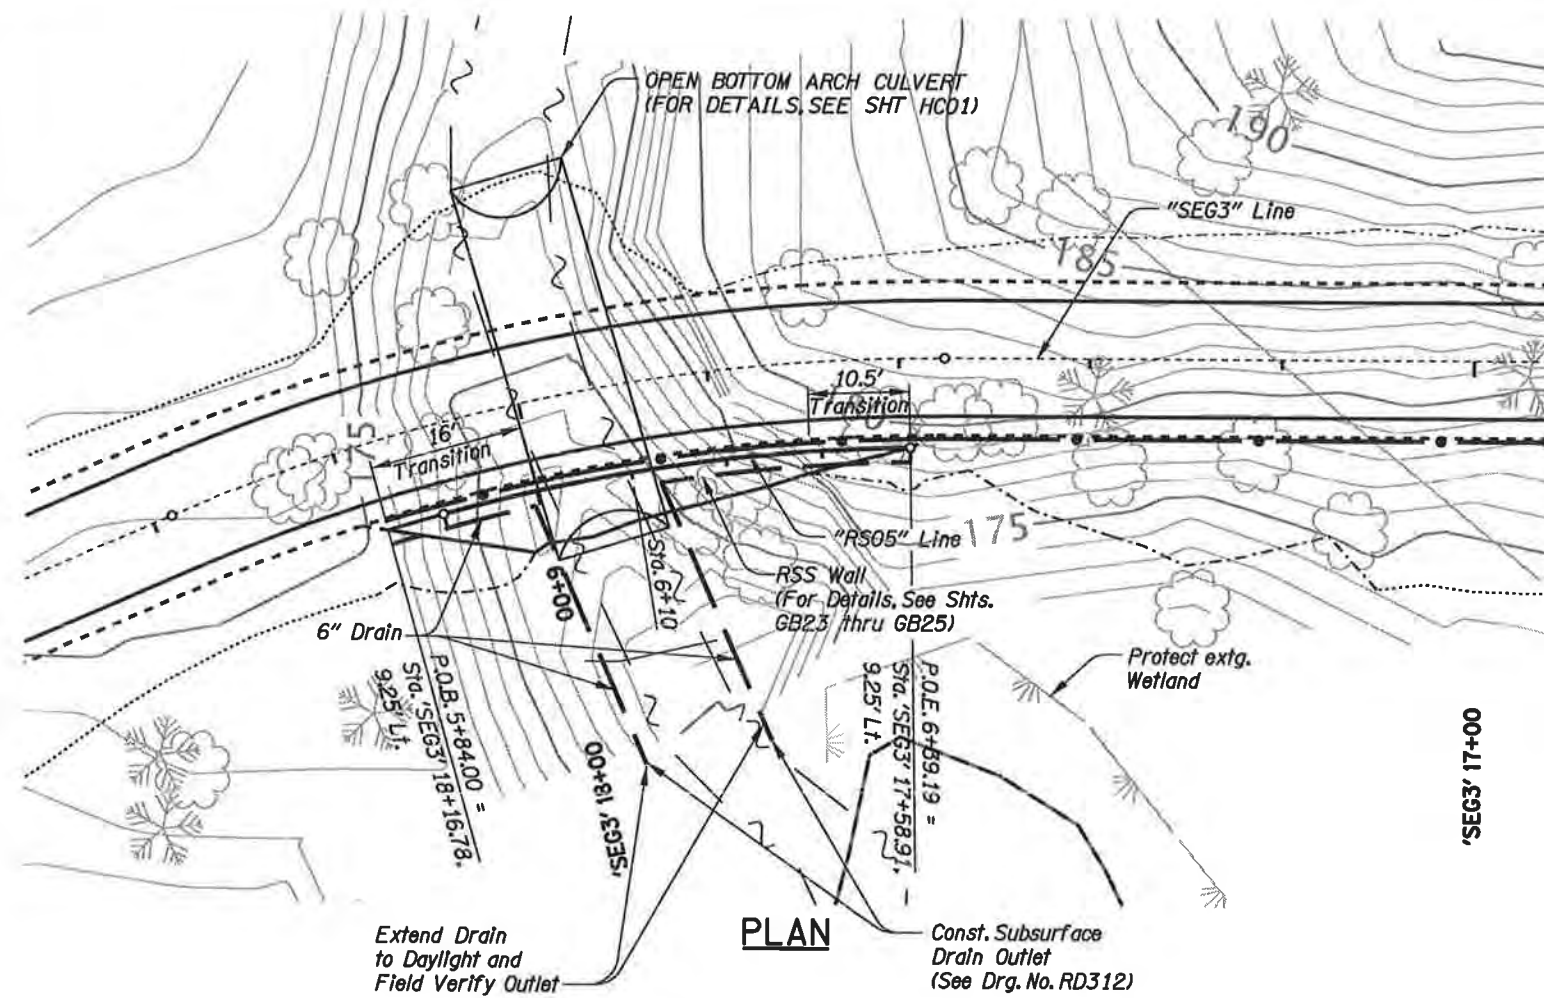 OPEN BOTTOM ARCH CULVERT
(FOR DETAILS, SEE SHT HC01)
190
"SEG3" Line
185
10.5'
Transition
175
16'
Transition
"RS05" Line
175
RSS Wall
(For Details, See Shts.
GB23 thru GB25)
6+00
Sta. 6+10
6" Drain
Protect extg.
Wetland
P.O.B. 5+84.00 =
Sta. 'SEG3' 18+16.78,
9.25' Lt.
'SEG3' 18+00
P.O.E. 6+39.19 =
Sta. 'SEG3' 17+58.91,
9.25' Lt.
'SEG3' 17+00
Extend Drain
to Daylight and
Field Verify Outlet
PLAN
Const. Subsurface
Drain Outlet
(See Drg. No. RD312)